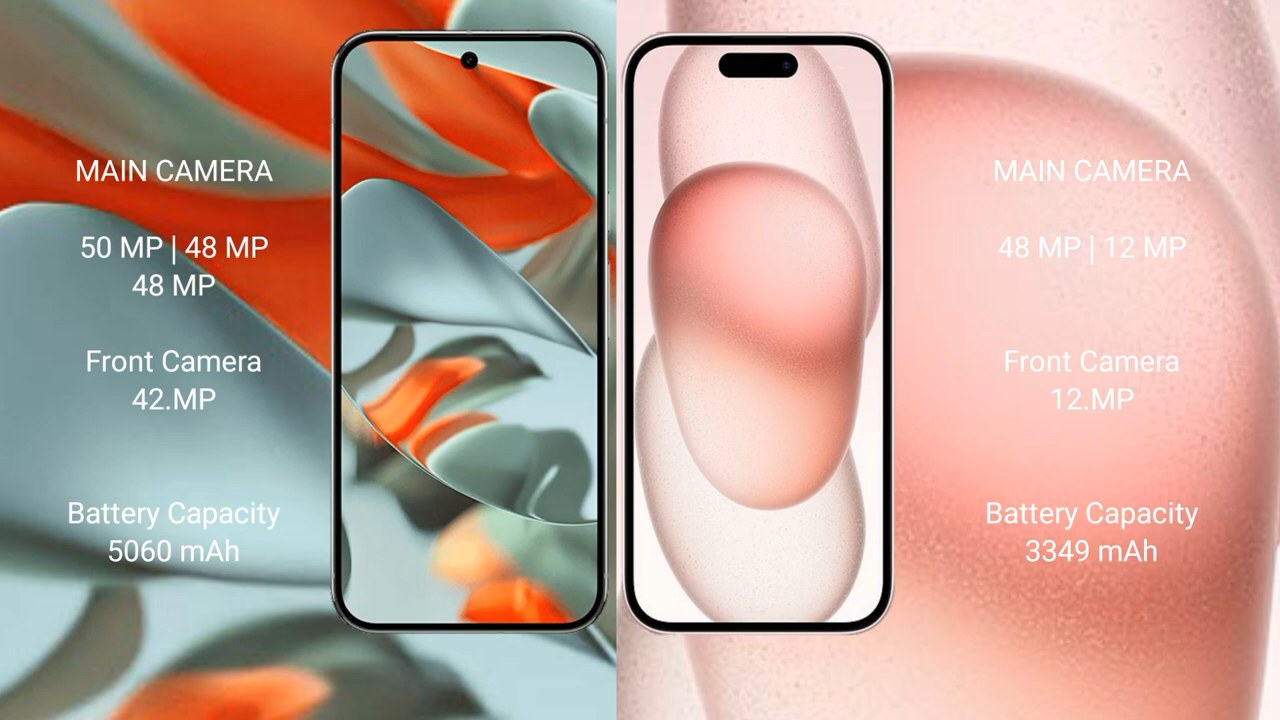 MAIN CAMERA
50 MP | 48 MP
48 MP
Front Camera
42.MP
Battery Capacity
5060 mAh
MAIN CAMERA
48 MP | 12 MP
Front Camera
12.MP
Battery Capacity
3349 mAh